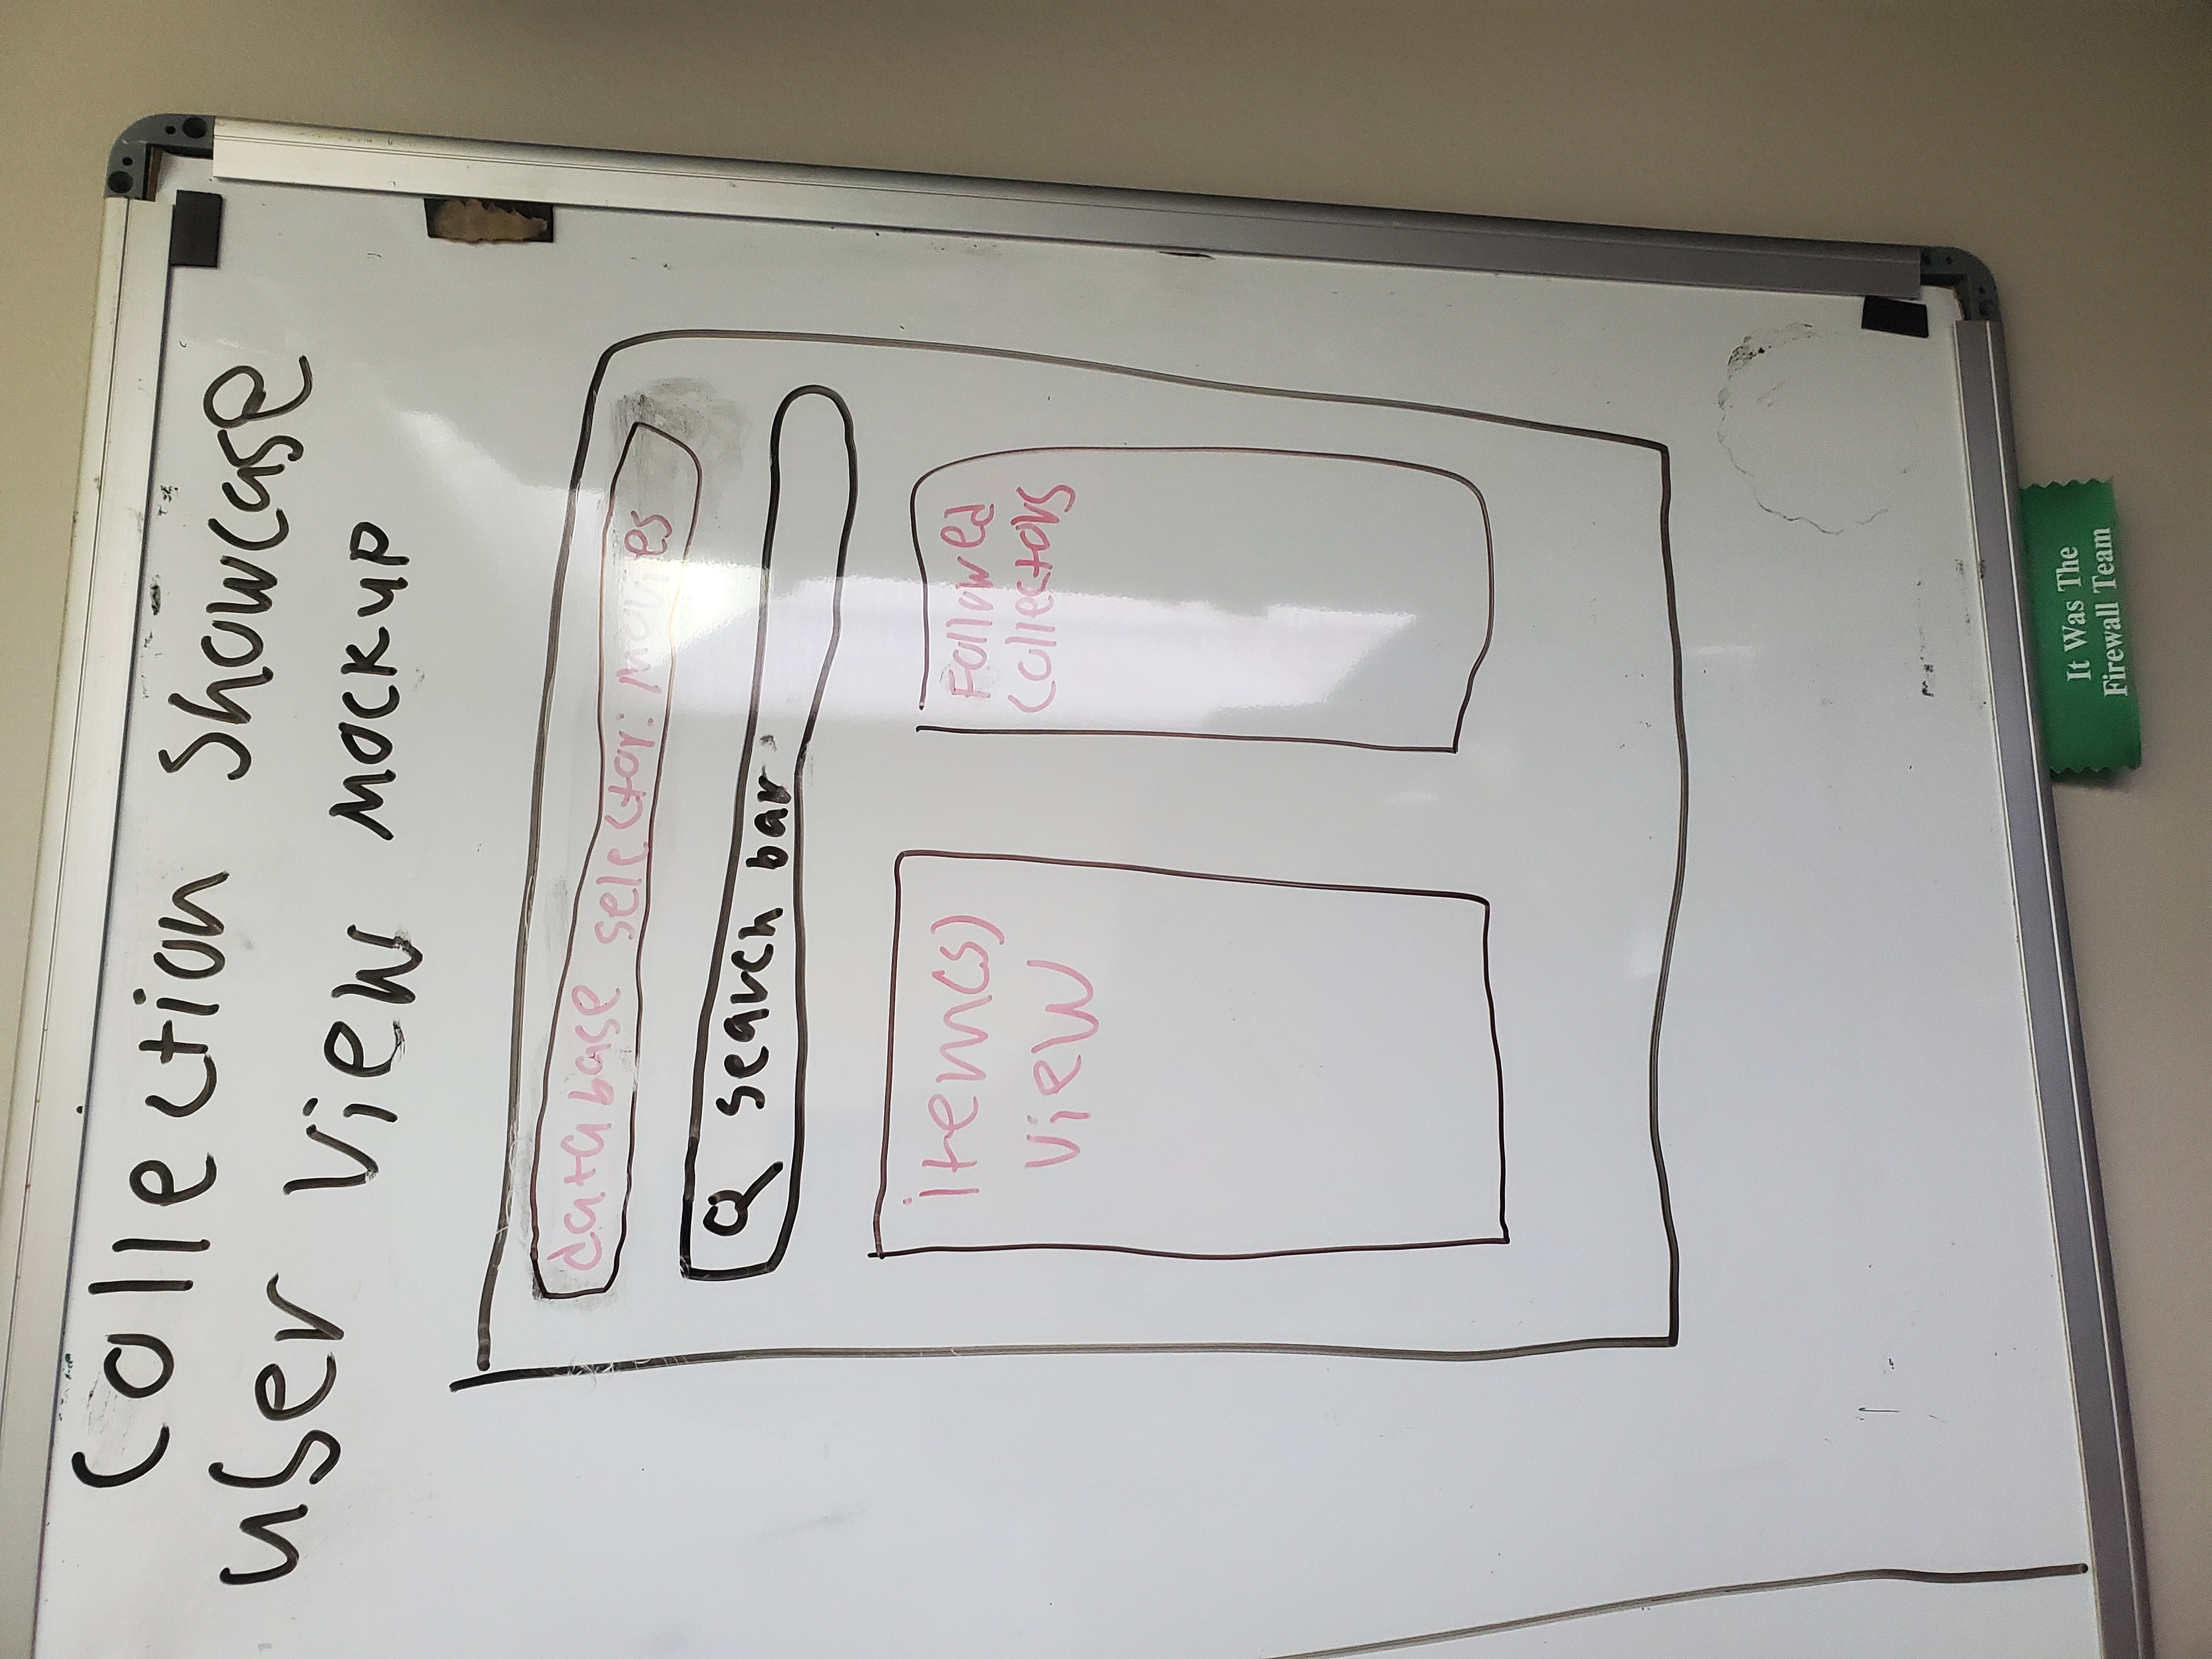 Collection Showcase
User View Mockup
database selector: Movies
search bar
item(s)
view
Followed
Collectors
It Was The
Firewall Team